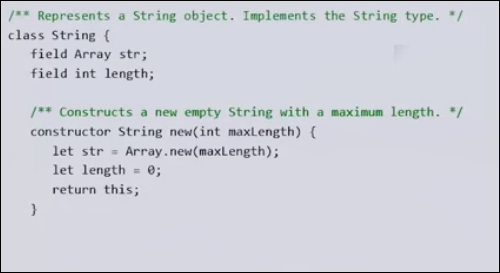 /** Represents a String object. Implements the String type. */
class String {
field Array str;
field int length;
/** Constructs a new empty String with a maximum length. */
constructor String new(int maxLength) {
let str = Array.new(maxLength);
let length = 0;
return this;
}